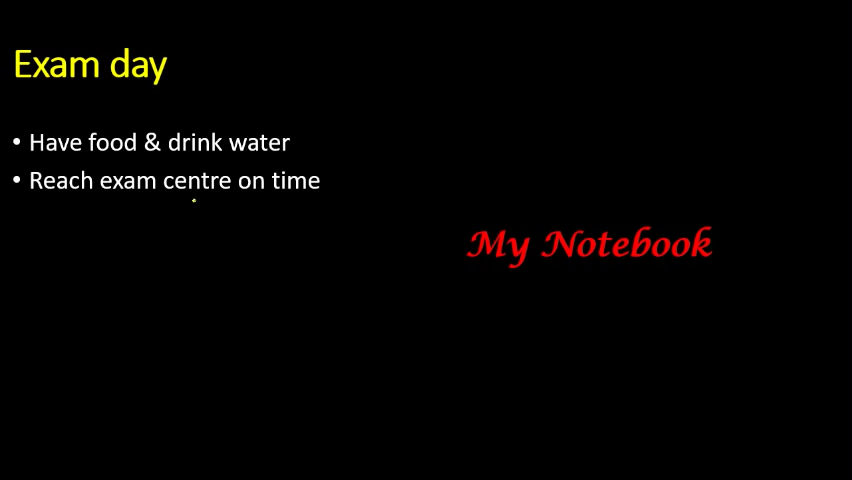 Exam day
• Have food & drink water
• Reach exam centre on time
My Notebook